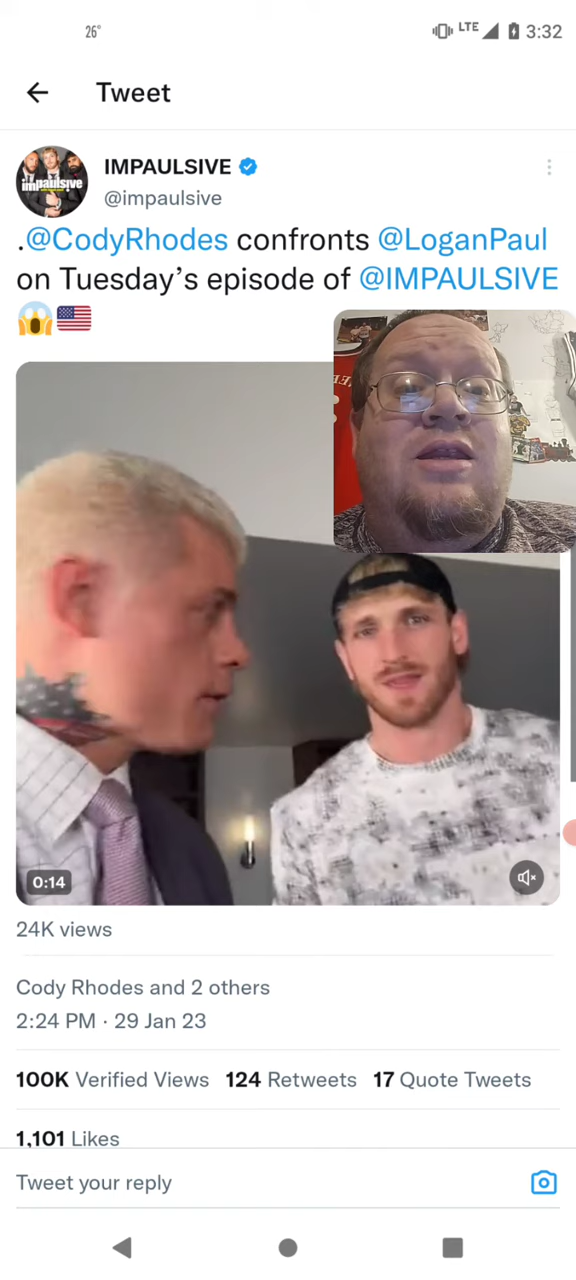 26°
LTE 3:32
Tweet
impaulsive
IMPAULSIVE
@impaulsive
.@CodyRhodes confronts @LoganPaul
on Tuesday’s episode of @IMPAULSIVE
😱🇺🇸
0:14
24K views
Cody Rhodes and 2 others
2:24 PM · 29 Jan 23
100K Verified Views 124 Retweets 17 Quote Tweets
1,101 Likes
Tweet your reply